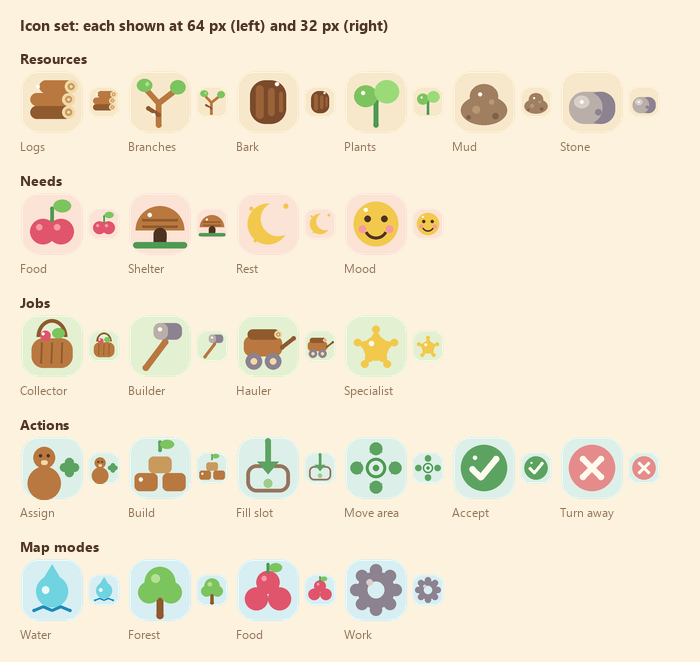 Icon set: each shown at 64 px (left) and 32 px (right)
Resources
Logs Branches Bark Plants Mud Stone
Needs
Food Shelter Rest Mood
Jobs
Collector Builder Hauler Specialist
Actions
Assign Build Fill slot Move area Accept Turn away
Map modes
Water Forest Food Work